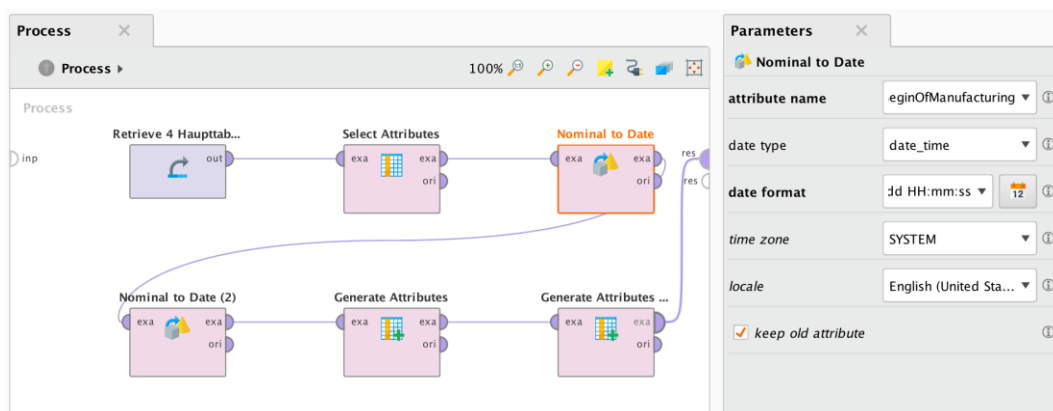 Process
Process
100%
Process
inp
Retrieve 4 Haupttab...
out
Select Attributes
exa exa
ori
Nominal to Date
exa exa
ori
res
res
Nominal to Date (2)
exa exa
ori
Generate Attributes
exa exa
ori
Generate Attributes ...
exa exa
ori
Parameters
Nominal to Date
attribute name eginOfManufacturing
date type date_time
date format dd HH:mm:ss 12
time zone SYSTEM
locale English (United Sta...
keep old attribute